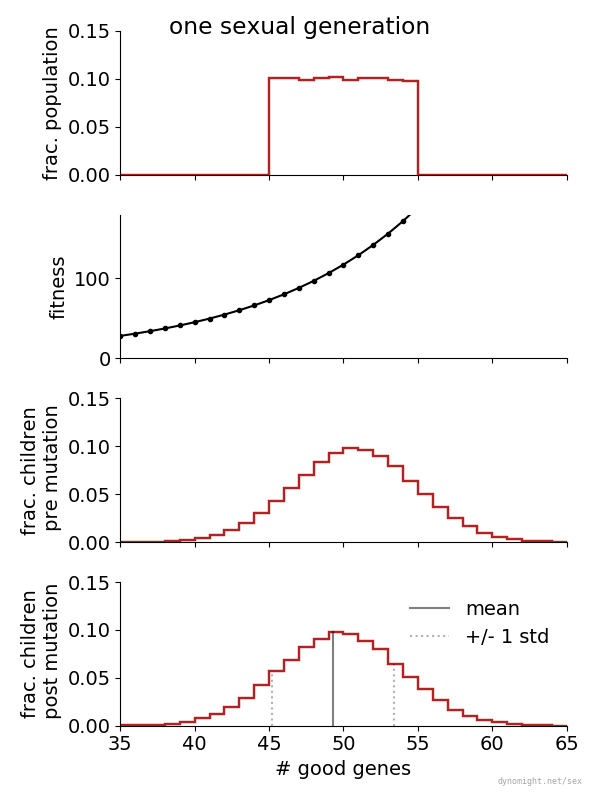 one sexual generation
0.15
0.10
0.05
0.00
frac. population
100
0
fitness
0.15
0.10
0.05
0.00
frac. children
pre mutation
0.15
0.10
0.05
0.00
frac. children
post mutation
mean
+/- 1 std
35 40 45 50 55 60 65
# good genes
dynomight.net/sex